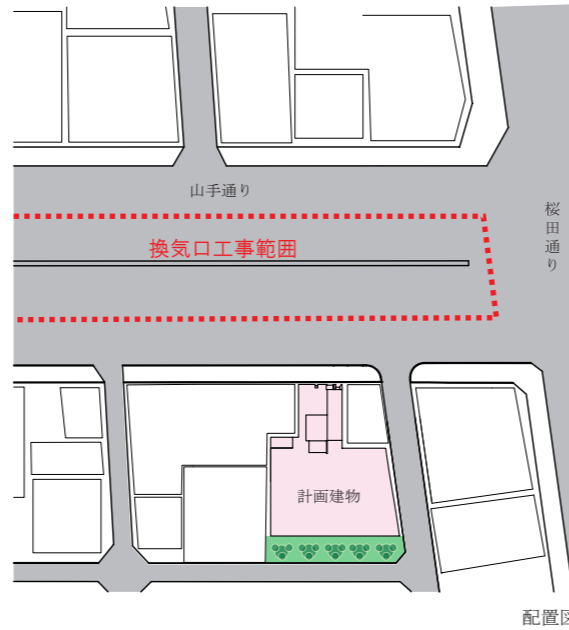 山手通り
桜田通り
換気口工事範囲
計画建物
配置図